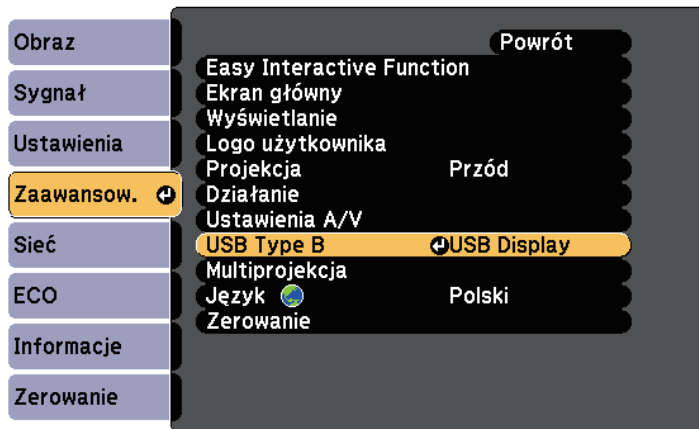 Obraz
Sygnał
Ustawienia
Zaawansow.
Sieć
ECO
Informacje
Zerowanie
Powrót
Easy Interactive Function
Ekran główny
Wyświetlanie
Logo użytkownika
Projekcja Przód
Działanie
Ustawienia A/V
USB Type B USB Display
Multiprojekcja
Język Polski
Zerowanie